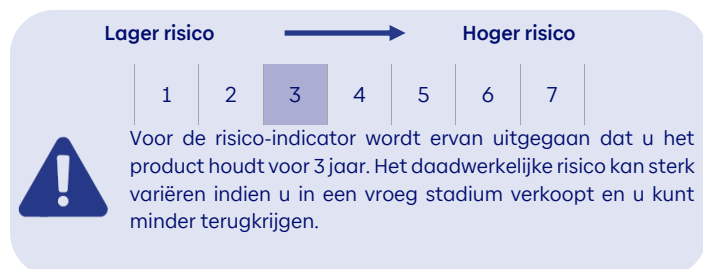 Lager risico Hoger risico
1 2 3 4 5 6 7
Voor de risico-indicator wordt ervan uitgegaan dat u het
product houdt voor 3 jaar. Het daadwerkelijke risico kan sterk
variëren indien u in een vroeg stadium verkoopt en u kunt
minder terugkrijgen.